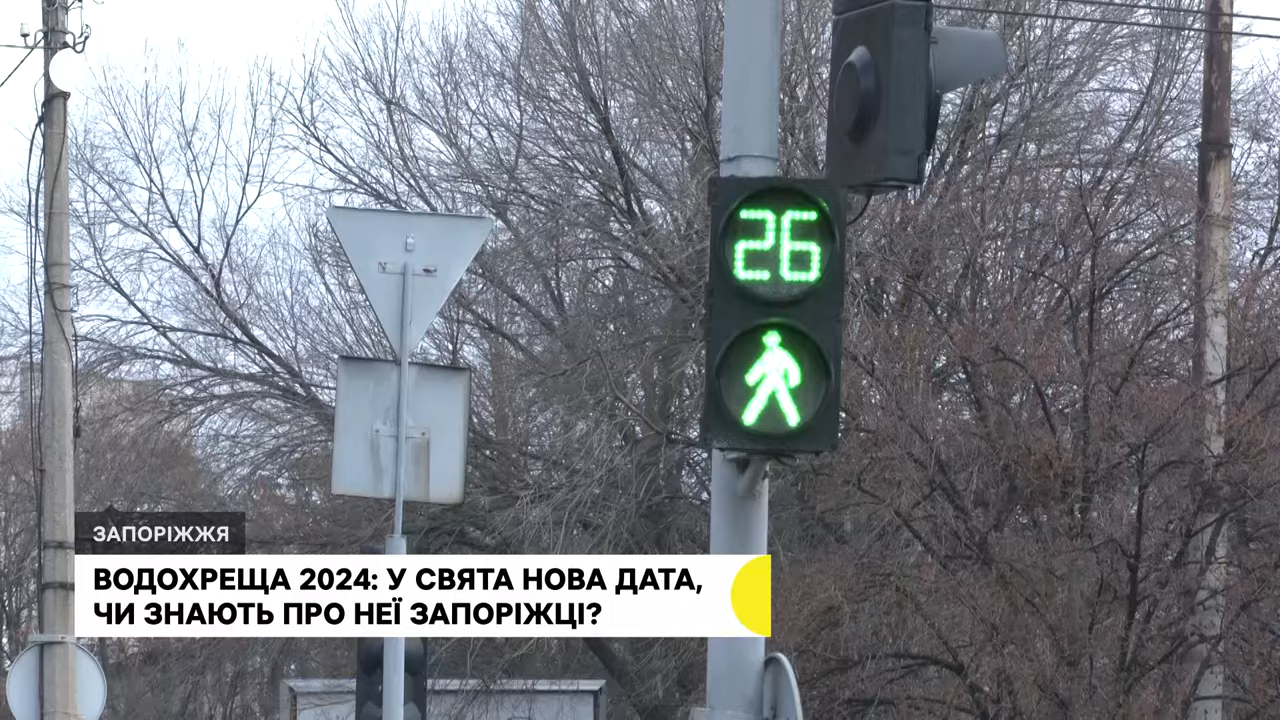 26
ЗАПОРІЖЖЯ
ВОДОХРЕЩА 2024: У СВЯТА НОВА ДАТА,
ЧИ ЗНАЮТЬ ПРО НЕЇ ЗАПОРІЖЦІ?